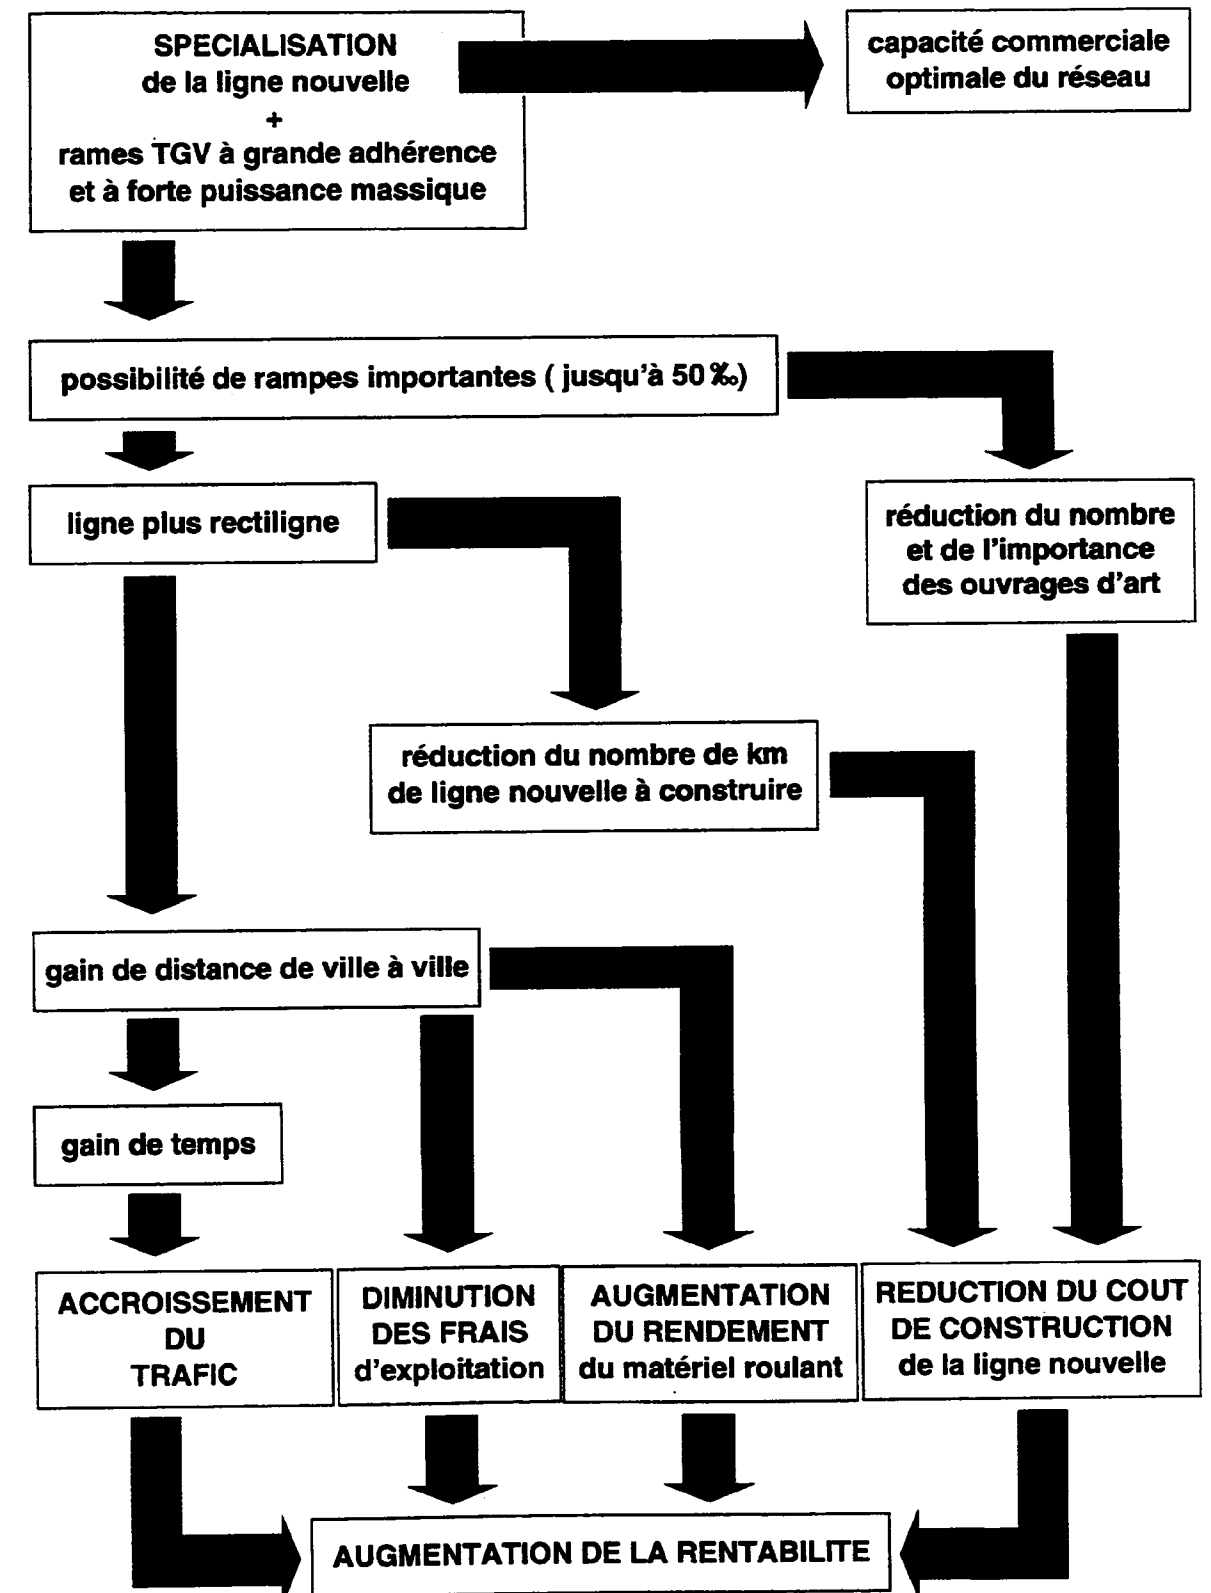 SPECIALISATION
de la ligne nouvelle
+
rames TGV à grande adhérence
et à forte puissance massique
capacité commerciale
optimale du réseau
possibilité de rampes importantes ( jusqu'à 50 ‰)
ligne plus rectiligne
réduction du nombre
et de l'importance
des ouvrages d'art
réduction du nombre de km
de ligne nouvelle à construire
gain de distance de ville à ville
gain de temps
ACCROISSEMENT
DU
TRAFIC
DIMINUTION
DES FRAIS
d'exploitation
AUGMENTATION
DU RENDEMENT
du matériel roulant
REDUCTION DU COUT
DE CONSTRUCTION
de la ligne nouvelle
AUGMENTATION DE LA RENTABILITE